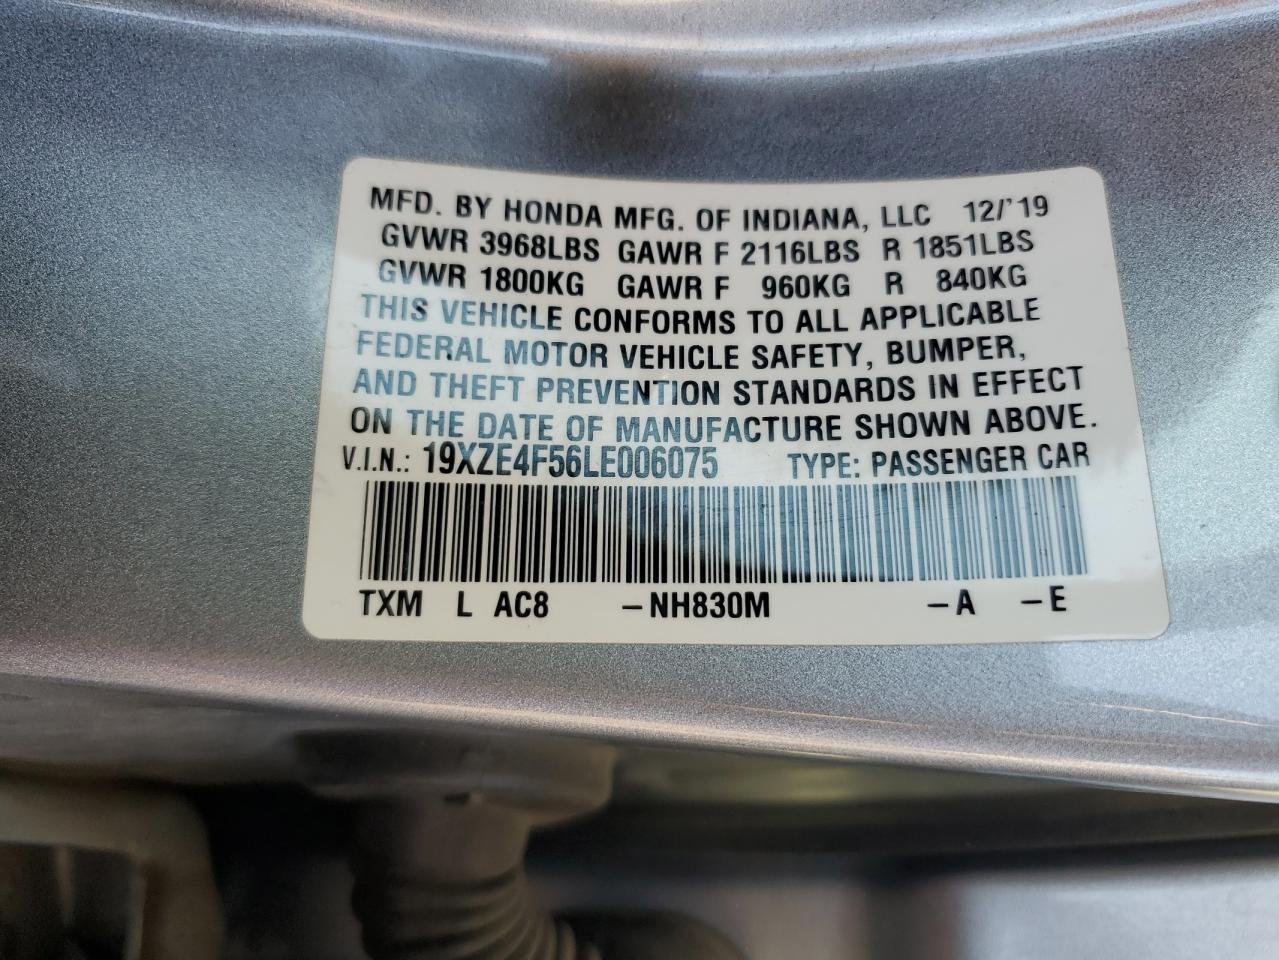 MFD. BY HONDA MFG. OF INDIANA, LLC 12/'19
GVWR 3968LBS GAWR F 2116LBS R 1851LBS
GVWR 1800KG GAWR F 960KG R 840KG
THIS VEHICLE CONFORMS TO ALL APPLICABLE
FEDERAL MOTOR VEHICLE SAFETY, BUMPER,
AND THEFT PREVENTION STANDARDS IN EFFECT
ON THE DATE OF MANUFACTURE SHOWN ABOVE.
V.I.N.: 19XZE4F56LE006075 TYPE: PASSENGER CAR
TXM L AC8 –NH830M –A –E